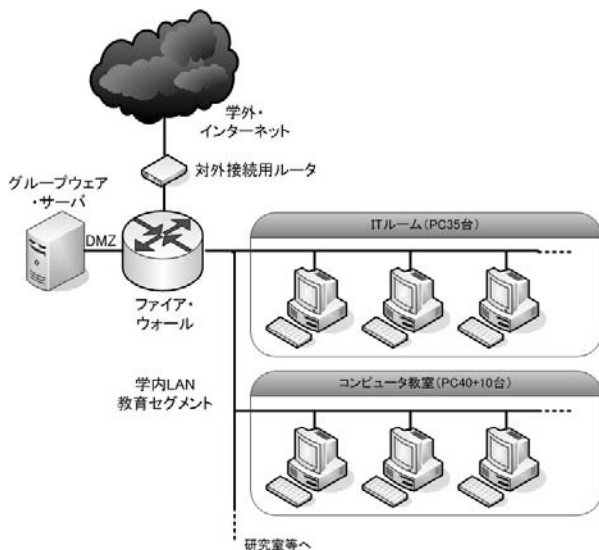 学外・
インターネット
対外接続用ルータ
グループウェア
・サーバ
DMZ
ファイア・
ウォール
ITルーム(PC35台)
学内LAN
教育セグメント
コンピュータ教室(PC40+10台)
研究室等へ